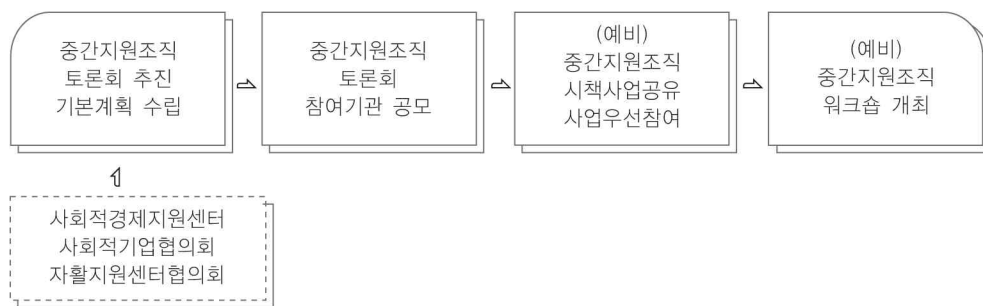 중간지원조직
토론회 추진
기본계획 수립
중간지원조직
토론회
참여기관 공모
(예비)
중간지원조직
시책사업공유
사업우선참여
(예비)
중간지원조직
워크숍 개최
사회적경제지원센터
사회적기업협의회
자활지원센터협의회